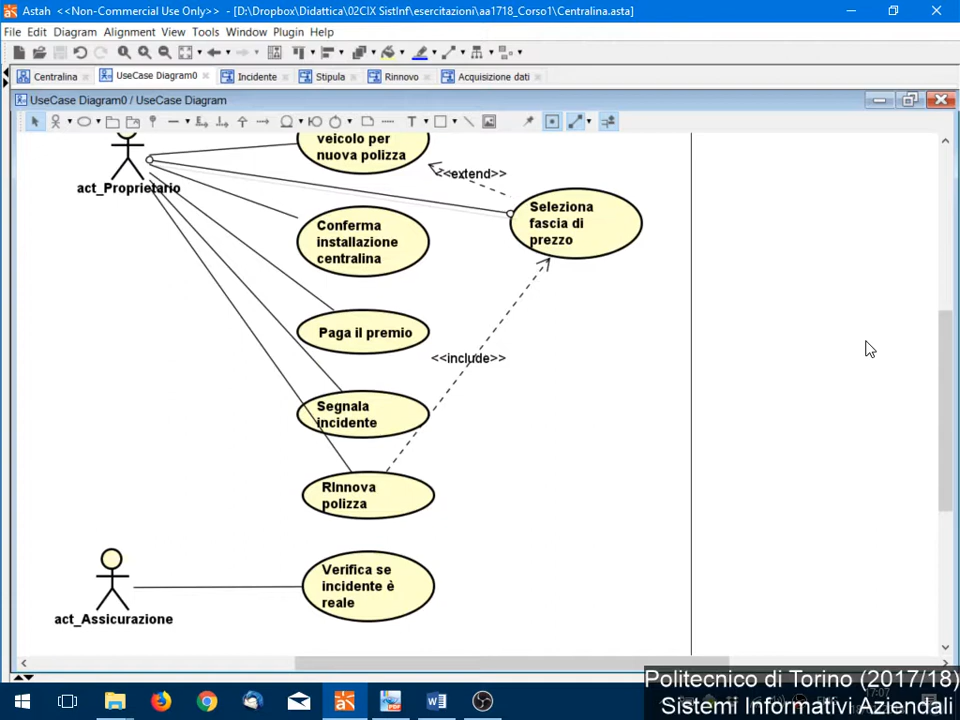 Astah <<Non-Commercial Use Only>> - [D:\Dropbox\Didattica\02CIX SistInf\esercitazioni\aa1718_Corso1\Centralina.asta]
File Edit Diagram Alignment View Tools Window Plugin Help
Centralina UseCase Diagram0 Incidente Stipula Rinnovo Acquisizione dati
UseCase Diagram0 / UseCase Diagram
act_Proprietario
veicolo per
nuova polizza
<<extend>>
Seleziona
fascia di
prezzo
Conferma
installazione
centralina
Paga il premio
<<include>>
Segnala
incidente
RInnova
polizza
act_Assicurazione
Verifica se
incidente è
reale
Politecnico di Torino (2017/18)
17:07
Sistemi Informativi Aziendali